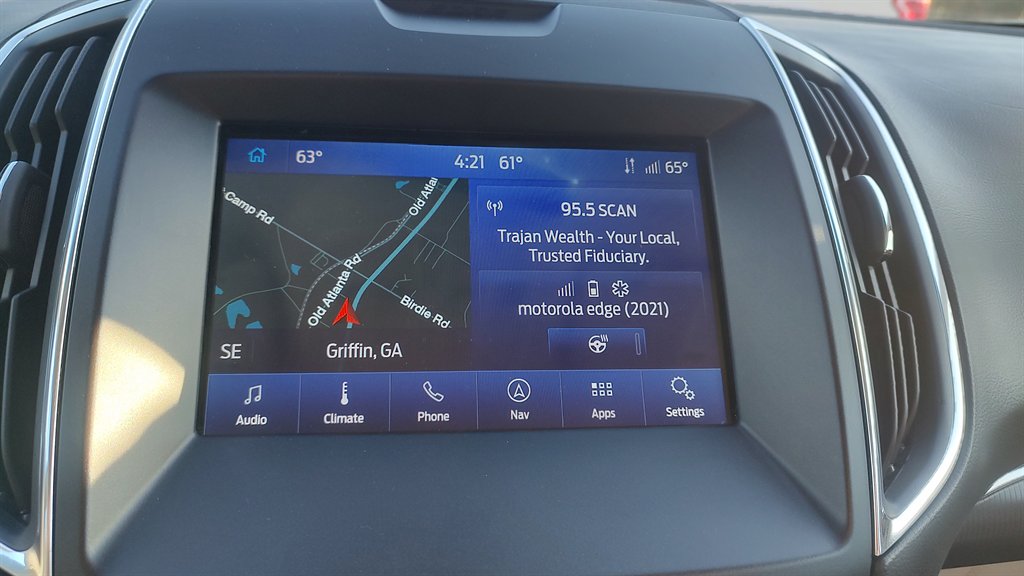 63° 4:21 61° 65°
Camp Rd
Old Atlan
Old Atlanta Rd
Birdie Rd
SE Griffin, GA
95.5 SCAN
Trajan Wealth - Your Local,
Trusted Fiduciary.
motorola edge (2021)
Audio Climate Phone Nav Apps Settings